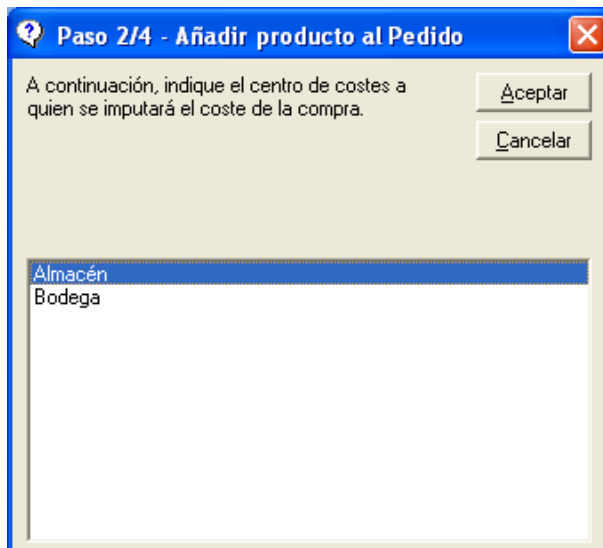 Paso 2/4 - Añadir producto al Pedido
A continuación, indique el centro de costes a
quien se imputará el coste de la compra.
Aceptar
Cancelar
Almacén
Bodega